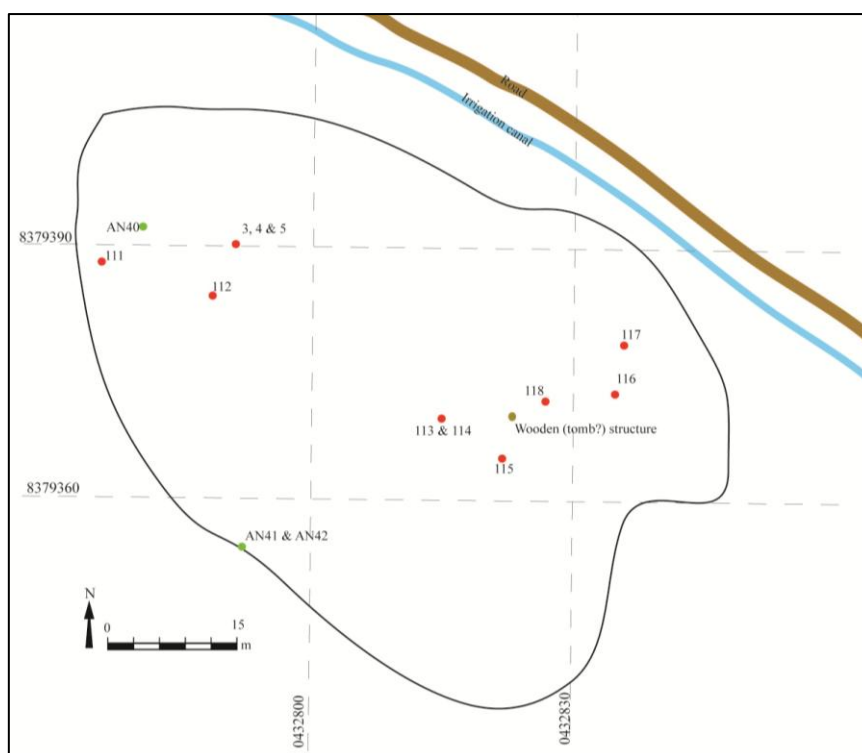 Road
Irrigation canal
AN40
3, 4 & 5
8379390
111
112
117
116
118
113 & 114
Wooden (tomb?) structure
115
8379360
AN41 & AN42
N
0
15
m
0432800
0432830